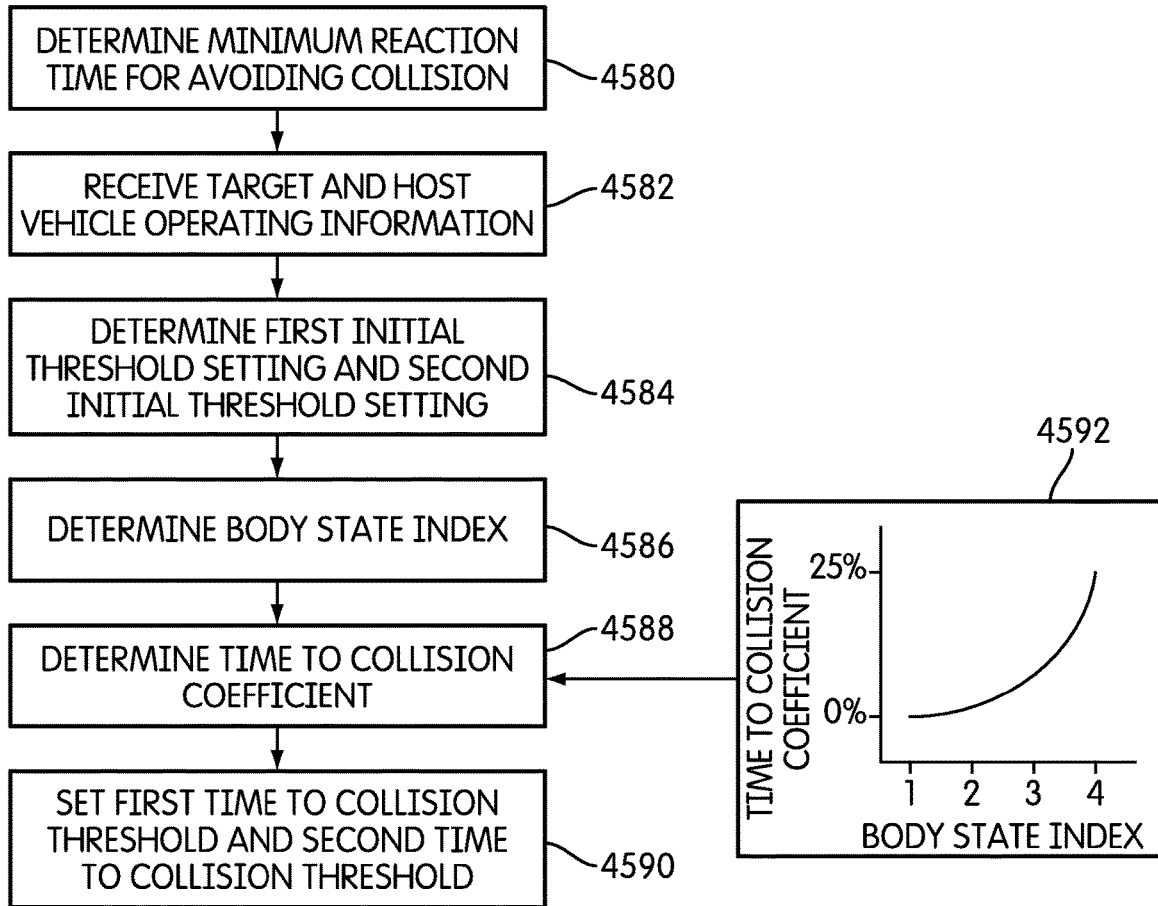 DETERMINE MINIMUM REACTION
TIME FOR AVOIDING COLLISION
4580
RECEIVE TARGET AND HOST
VEHICLE OPERATING INFORMATION
4582
DETERMINE FIRST INITIAL
THRESHOLD SETTING AND SECOND
INITIAL THRESHOLD SETTING
4584
DETERMINE BODY STATE INDEX
4586
DETERMINE TIME TO COLLISION
COEFFICIENT
4588
SET FIRST TIME TO COLLISION
THRESHOLD AND SECOND TIME
TO COLLISION THRESHOLD
4590
4592
TIME TO COLLISION
COEFFICIENT
25%
0%
1 2 3 4
BODY STATE INDEX